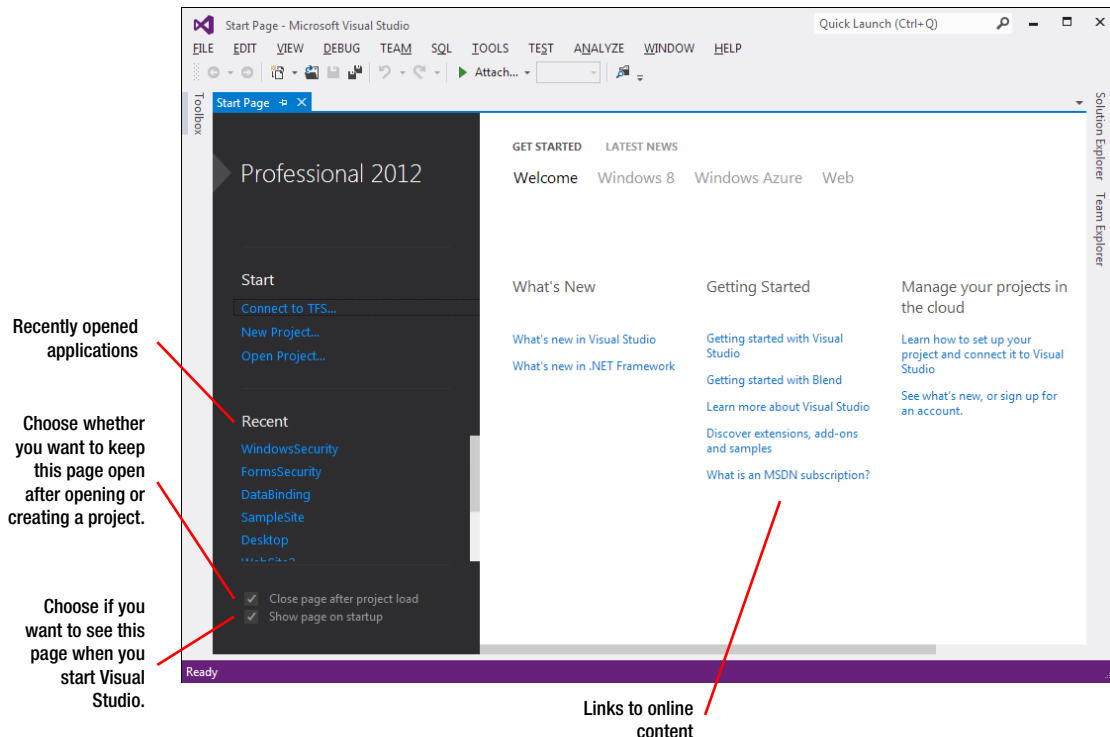 Start Page - Microsoft Visual Studio
Quick Launch (Ctrl+Q)
FILE EDIT VIEW DEBUG TEAM SQL TOOLS TEST ANALYZE WINDOW HELP
Attach...
Toolbox
Start Page
Solution Explorer
Team Explorer
Professional 2012
Start
Connect to TFS...
New Project...
Open Project...
Recent
WindowsSecurity
FormsSecurity
DataBinding
SampleSite
Desktop
WebSite2
Close page after project load
Show page on startup
GET STARTED LATEST NEWS
Welcome Windows 8 Windows Azure Web
What's New
What's new in Visual Studio
What's new in .NET Framework
Getting Started
Getting started with Visual
Studio
Getting started with Blend
Learn more about Visual Studio
Discover extensions, add-ons
and samples
What is an MSDN subscription?
Manage your projects in
the cloud
Learn how to set up your
project and connect it to Visual
Studio
See what's new, or sign up for
an account.
Ready
Recently opened
applications
Choose whether
you want to keep
this page open
after opening or
creating a project.
Choose if you
want to see this
page when you
start Visual
Studio.
Links to online
content